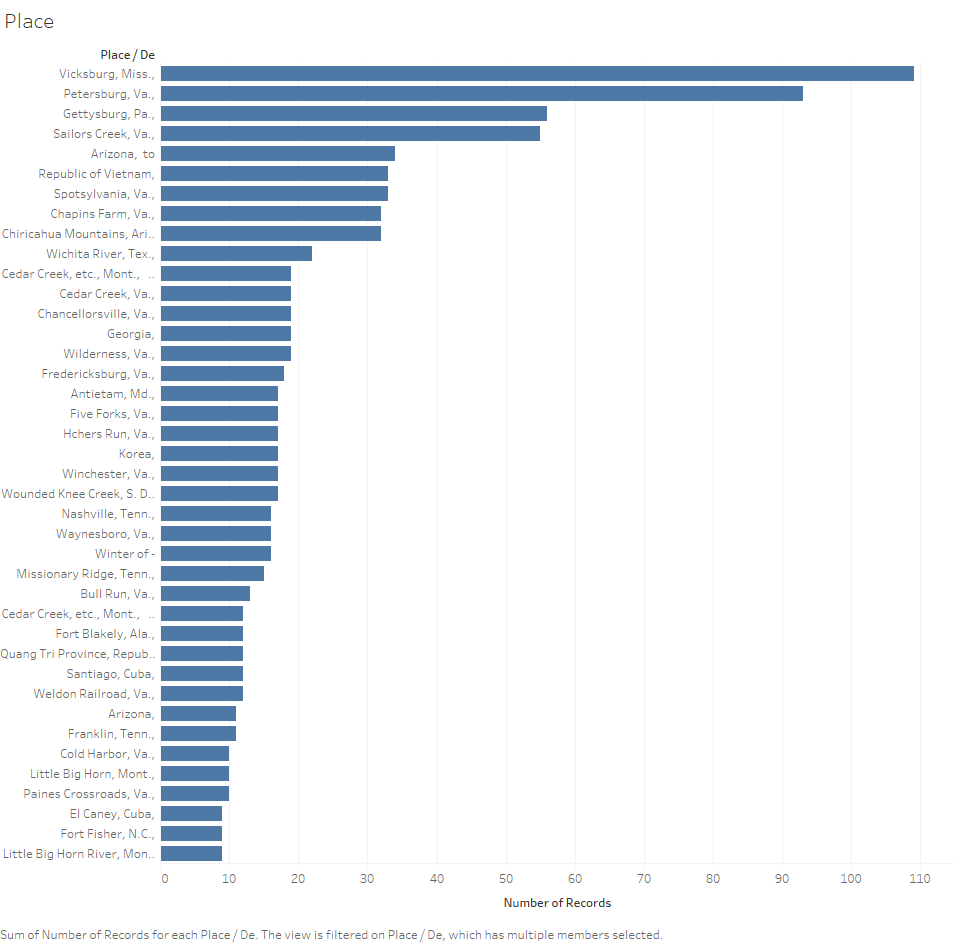 Place
Place / De
Vicksburg, Miss.,
Petersburg, Va.,
Gettysburg, Pa.,
Sailors Creek, Va.,
Arizona,  to
Republic of Vietnam,
Spotsylvania, Va.,
Chapins Farm, Va.,
Chiricahua Mountains, Ari..
Wichita River, Tex.,
Cedar Creek, etc., Mont.,  ..
Cedar Creek, Va.,
Chancellorsville, Va.,
Georgia,
Wilderness, Va.,
Fredericksburg, Va.,
Antietam, Md.,
Five Forks, Va.,
Hchers Run, Va.,
Korea,
Winchester, Va.,
Wounded Knee Creek, S. D..
Nashville, Tenn.,
Waynesboro, Va.,
Winter of -
Missionary Ridge, Tenn.,
Bull Run, Va.,
Cedar Creek, etc., Mont.,  ..
Fort Blakely, Ala.,
Quang Tri Province, Repub..
Santiago, Cuba,
Weldon Railroad, Va.,
Arizona,
Franklin, Tenn.,
Cold Harbor, Va.,
Little Big Horn, Mont.,
Paines Crossroads, Va.,
El Caney, Cuba,
Fort Fisher, N.C.,
Little Big Horn River, Mon..
0 10 20 30 40 50 60 70 80 90 100 110
Number of Records
Sum of Number of Records for each Place / De. The view is filtered on Place / De, which has multiple members selected.